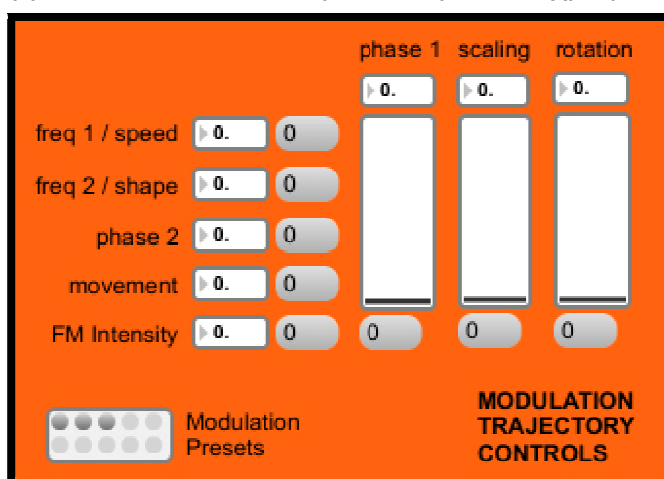 phase 1 scaling rotation
0. 0. 0.
freq 1 / speed 0. 0
freq 2 / shape 0. 0
phase 2 0. 0
movement 0. 0
FM Intensity 0. 0 0 0 0
Modulation
Presets
MODULATION
TRAJECTORY
CONTROLS